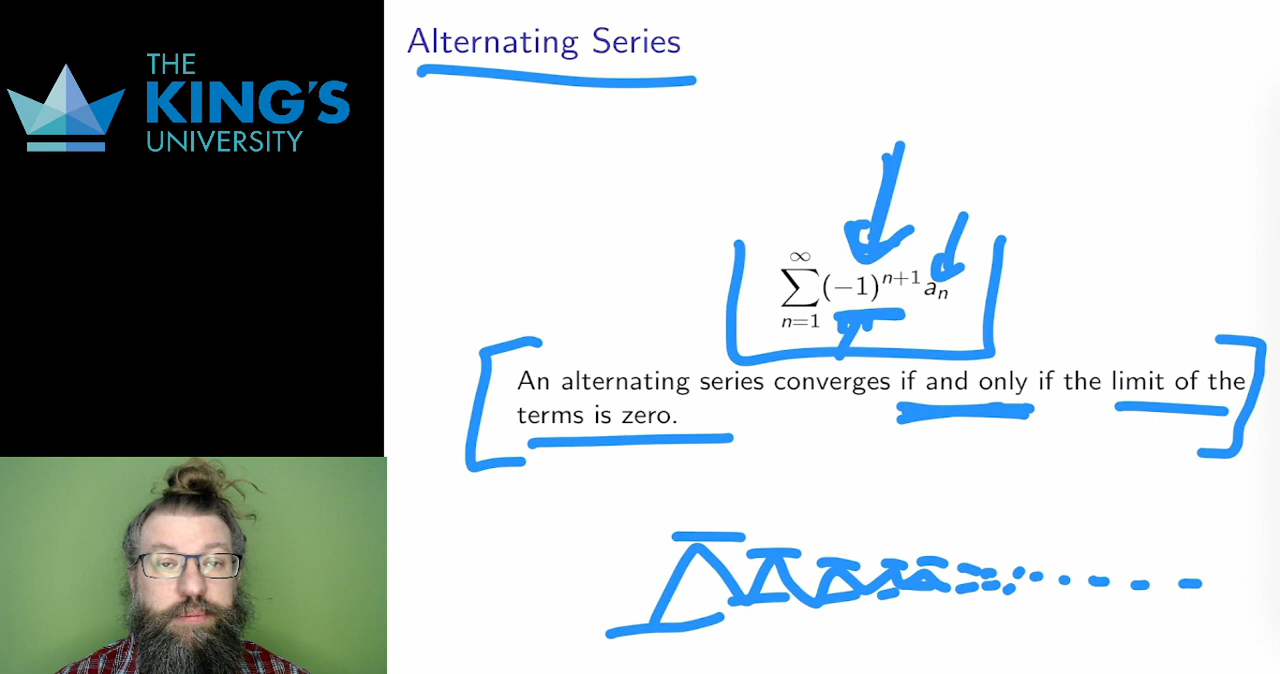 THE
KING'S
UNIVERSITY
Alternating Series
∞
∑ (−1)ⁿ⁺¹ aₙ
n=1
An alternating series converges if and only if the limit of the
terms is zero.